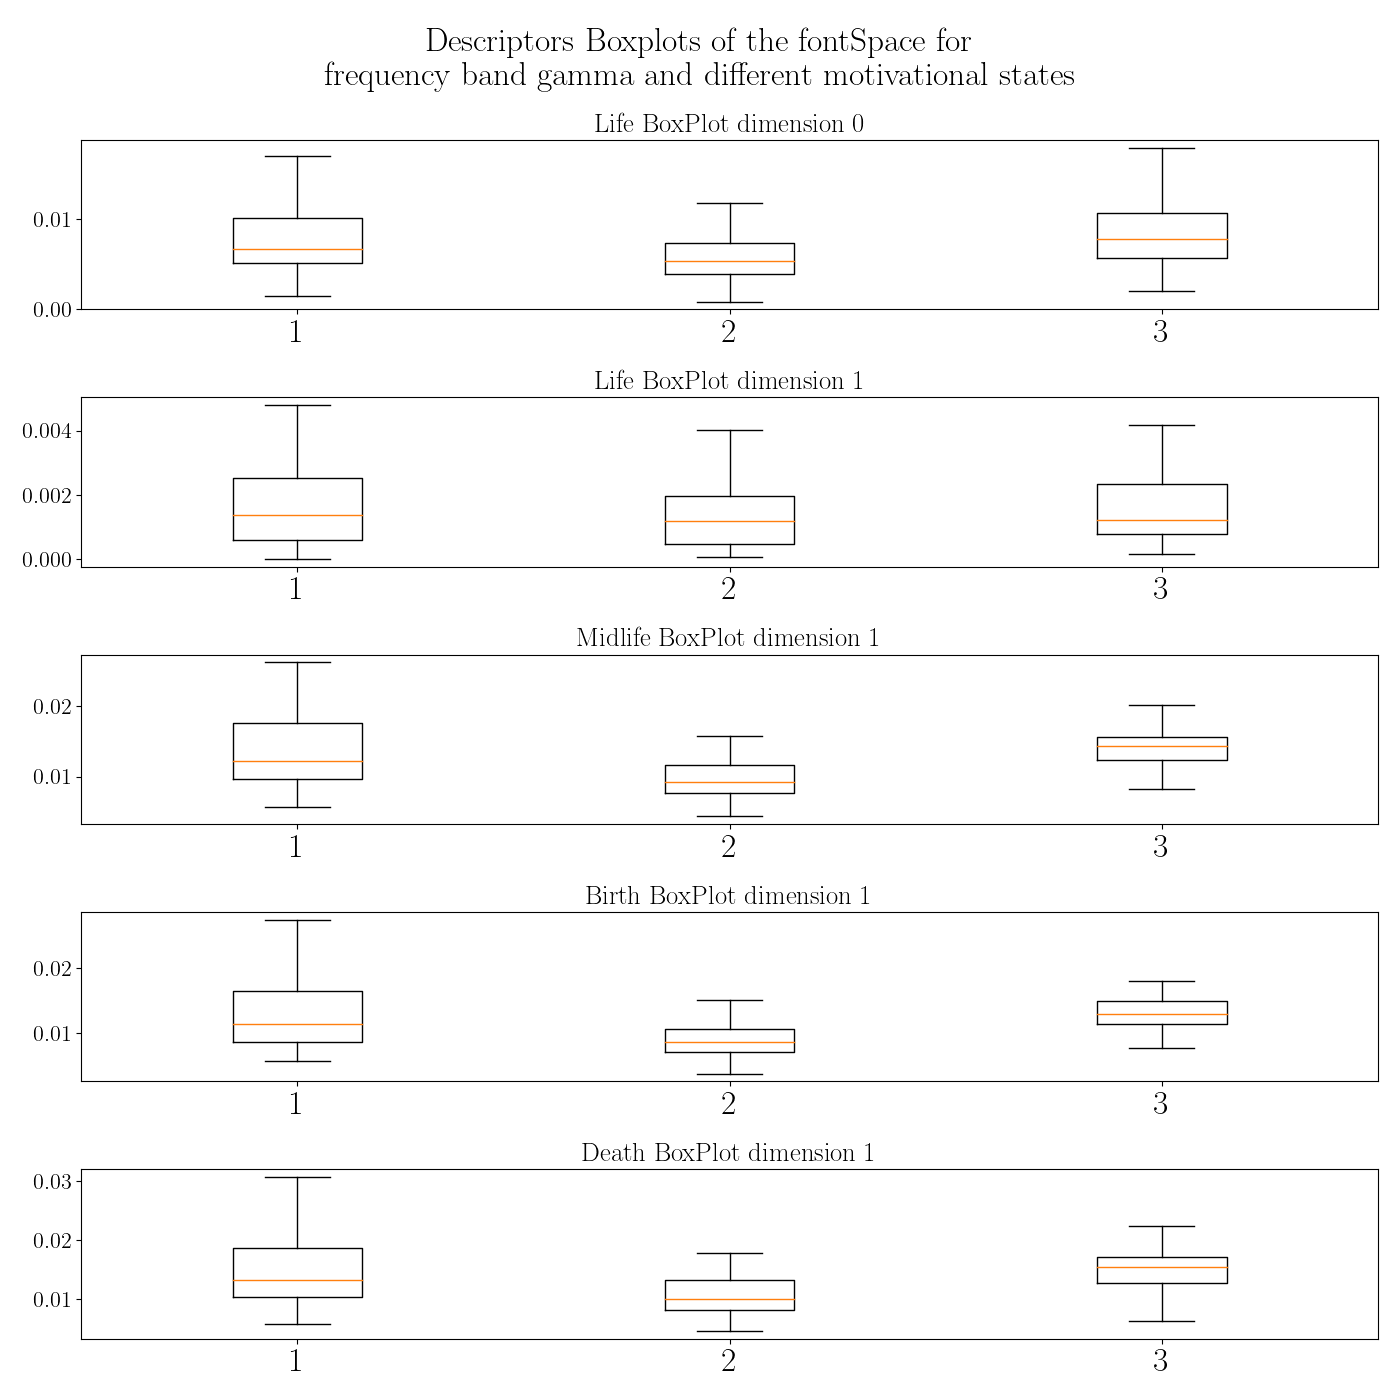 Descriptors Boxplots of the fontSpace for
frequency band gamma and different motivational states
Life BoxPlot dimension 0
0.01
0.00
1 2 3
Life BoxPlot dimension 1
0.004
0.002
0.000
1 2 3
Midlife BoxPlot dimension 1
0.02
0.01
1 2 3
Birth BoxPlot dimension 1
0.02
0.01
1 2 3
Death BoxPlot dimension 1
0.03
0.02
0.01
1 2 3